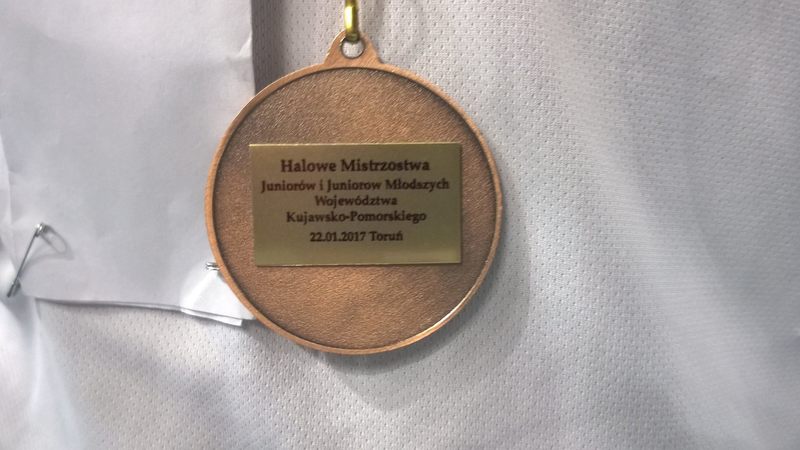 Halowe Mistrzostwa
Juniorów i Juniorow Młodszych
Województwa
Kujawsko-Pomorskiego
22.01.2017 Toruń